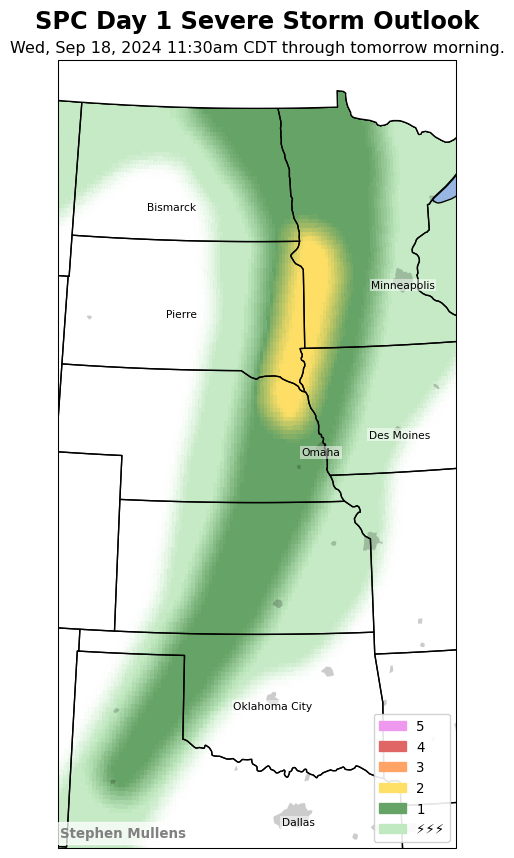 SPC Day 1 Severe Storm Outlook
Wed, Sep 18, 2024 11:30am CDT through tomorrow morning.
Bismarck
Minneapolis
Pierre
Des Moines
Omaha
Oklahoma City
5
4
3
2
1
⚡⚡⚡
Dallas
Stephen Mullens